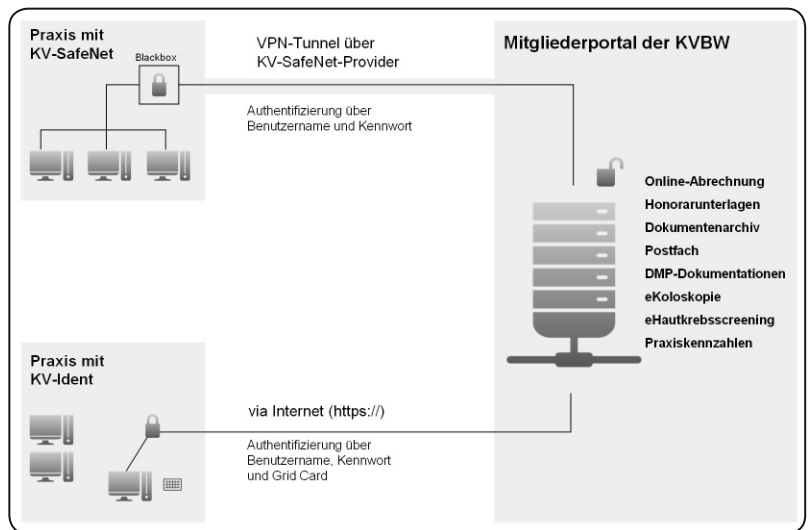 Praxis mit
KV-SafeNet
Blackbox
VPN-Tunnel über
KV-SafeNet-Provider
Authentifizierung über
Benutzername und Kennwort
Mitgliederportal der KVBW
Online-Abrechnung
Honorarunterlagen
Dokumentenarchiv
Postfach
DMP-Dokumentationen
eKoloskopie
eHautkrebsscreening
Praxiskennzahlen
Praxis mit
KV-Ident
via Internet (https://)
Authentifizierung über
Benutzername, Kennwort
und Grid Card